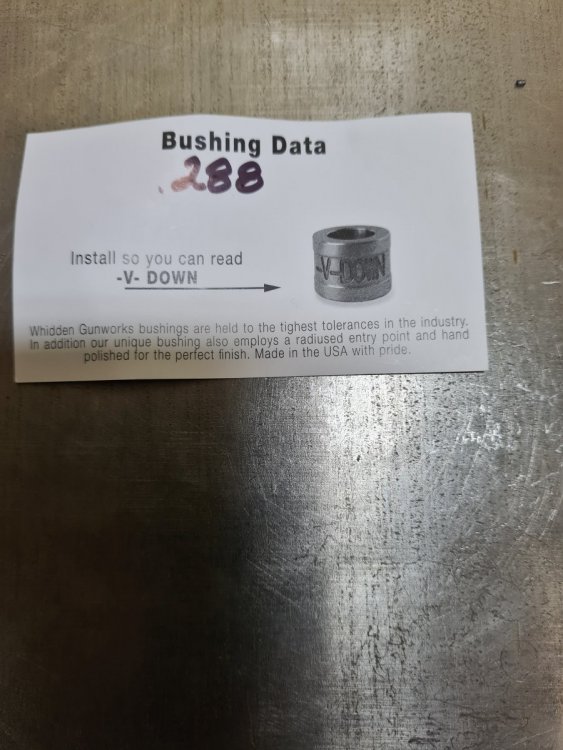 Bushing Data
.288
Install so you can read
-V- DOWN
-V-DOWN
Whidden Gunworks bushings are held to the tighest tolerances in the industry.
In addition our unique bushing also employs a radiused entry point and hand
polished for the perfect finish. Made in the USA with pride.